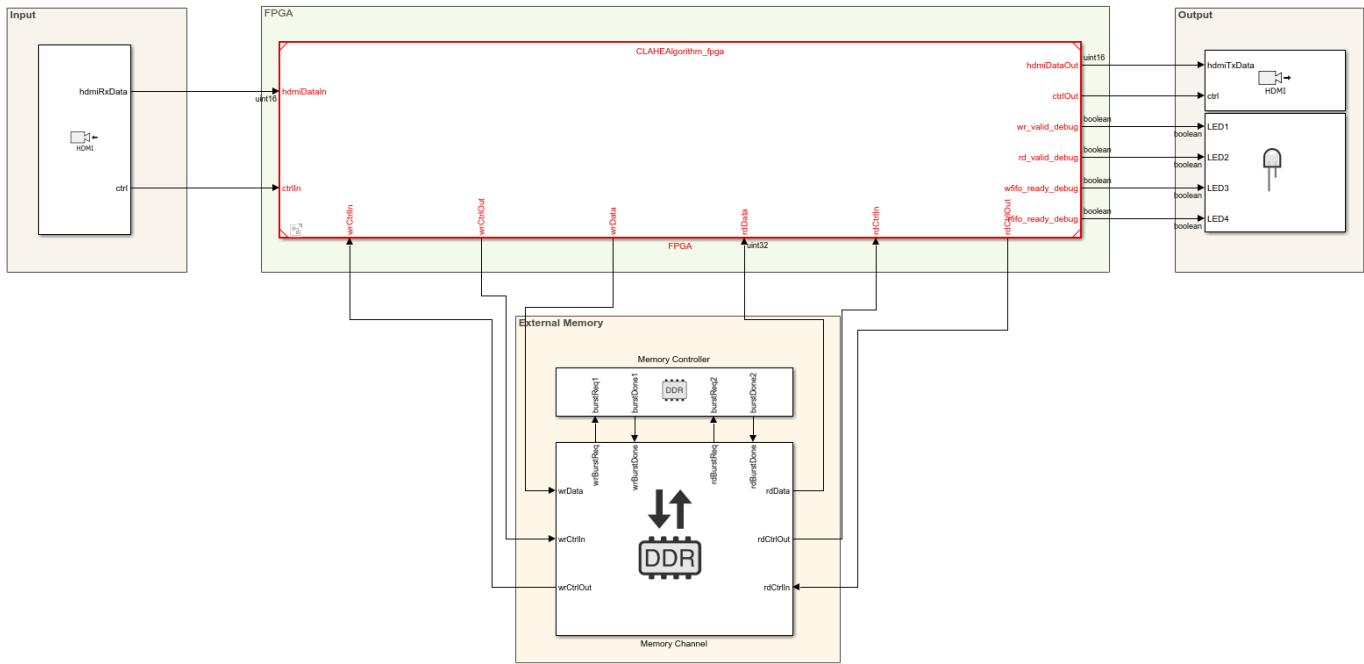 Input
FPGA
Output
CLAHEAlgorithm_fpga
hdmiRxData
HDMI
ctrl
uint16
hdmiDataIn
ctrlIn
hdmiDataOut
ctrlOut
wr_valid_debug
rd_valid_debug
wfifo_ready_debug
rfifo_ready_debug
wrCtrlIn
wrCtrlOut
wrData
rdData
rdCtrlIn
rdCtrlOut
FPGA
uint32
uint16
boolean
boolean
boolean
boolean
boolean
boolean
boolean
boolean
hdmiTxData
HDMI
ctrl
LED1
LED2
LED3
LED4
External Memory
Memory Controller
burstReq1
burstDone1
DDR
burstReq2
burstDone2
wrBurstReq
wrBurstDone
rdBurstReq
rdBurstDone
wrData
rdData
wrCtrlIn
DDR
rdCtrlOut
wrCtrlOut
rdCtrlIn
Memory Channel